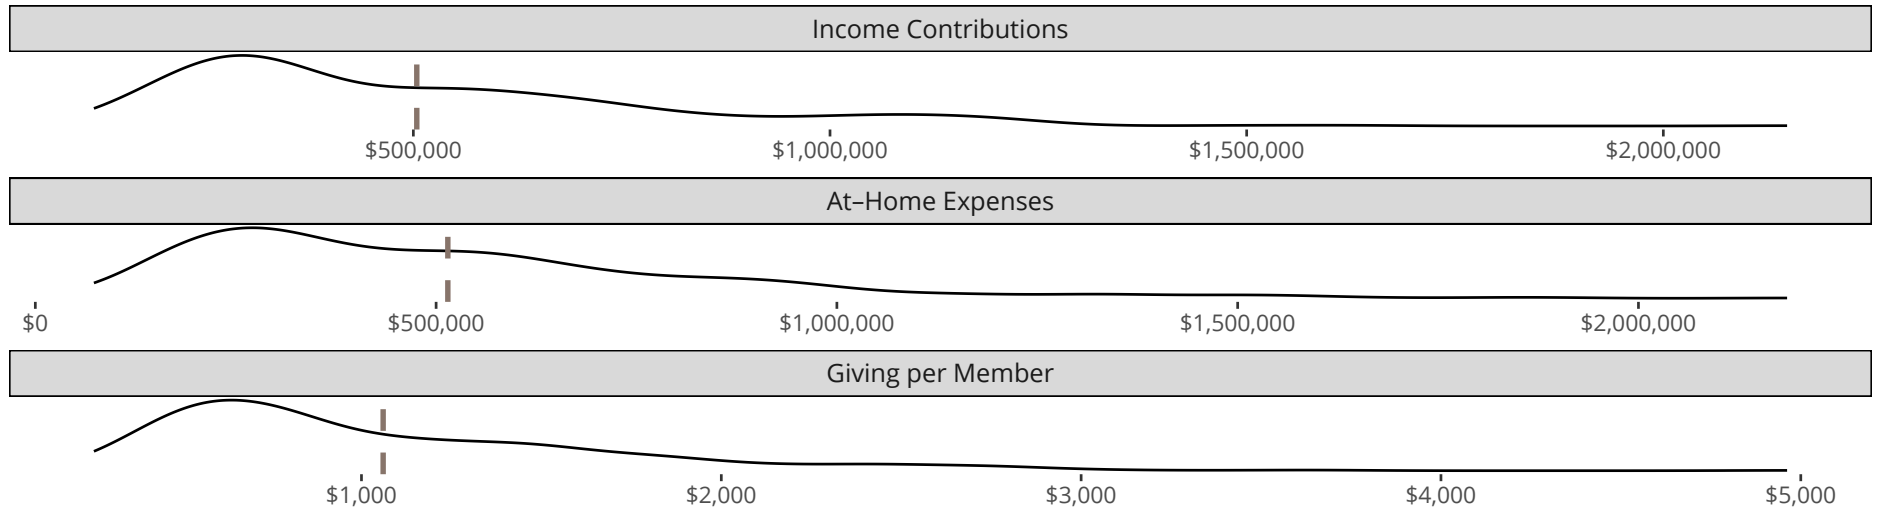 Income Contributions
$500,000 $1,000,000 $1,500,000 $2,000,000
At–Home Expenses
$0 $500,000 $1,000,000 $1,500,000 $2,000,000
Giving per Member
$1,000 $2,000 $3,000 $4,000 $5,000